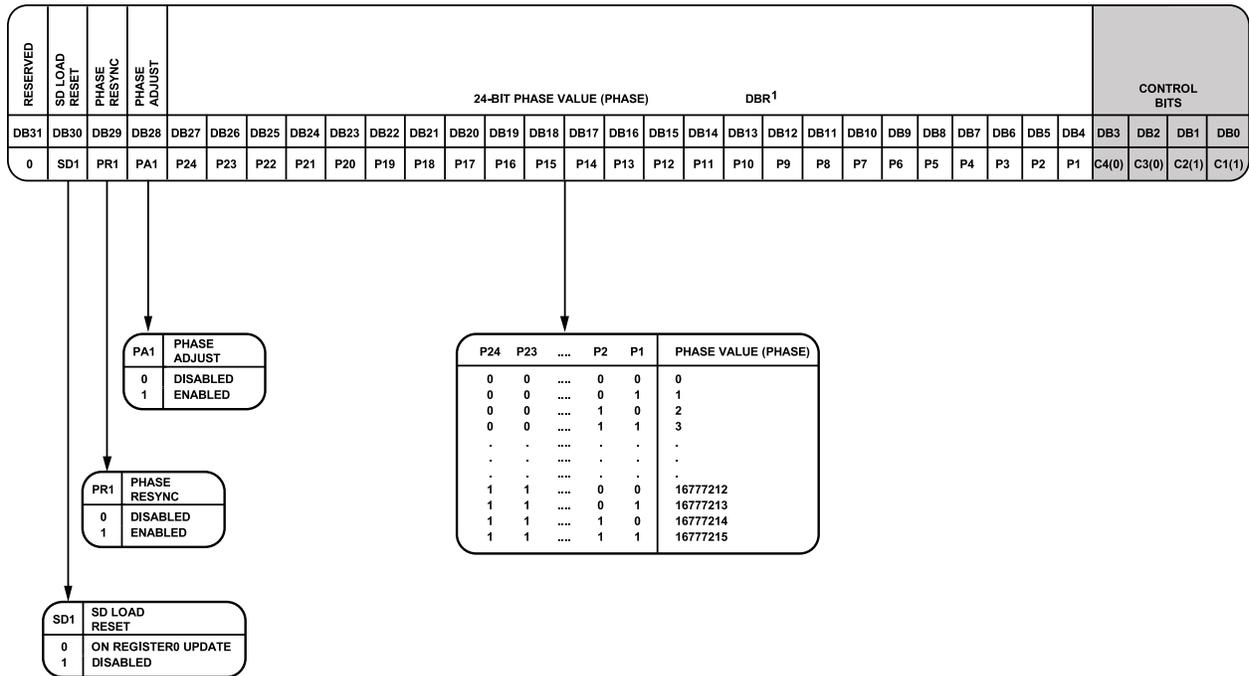 RESERVED
SD LOAD
RESET
PHASE
RESYNC
PHASE
ADJUST
24-BIT PHASE VALUE (PHASE) DBR1
CONTROL
BITS
DB31 DB30 DB29 DB28 DB27 DB26 DB25 DB24 DB23 DB22 DB21 DB20 DB19 DB18 DB17 DB16 DB15 DB14 DB13 DB12 DB11 DB10 DB9 DB8 DB7 DB6 DB5 DB4 DB3 DB2 DB1 DB0
0 SD1 PR1 PA1 P24 P23 P22 P21 P20 P19 P18 P17 P16 P15 P14 P13 P12 P11 P10 P9 P8 P7 P6 P5 P4 P3 P2 P1 C4(0) C3(0) C2(1) C1(1)
PA1 PHASE
ADJUST
0 DISABLED
1 ENABLED
P24 P23 .... P2 P1 PHASE VALUE (PHASE)
0 0 .... 0 0 0
0 0 .... 0 1 1
0 0 .... 1 0 2
0 0 .... 1 1 3
. . .... . . .
. . .... . . .
. . .... . . .
1 1 .... 0 0 16777212
1 1 .... 0 1 16777213
1 1 .... 1 0 16777214
1 1 .... 1 1 16777215
PR1 PHASE
RESYNC
0 DISABLED
1 ENABLED
SD1 SD LOAD
RESET
0 ON REGISTER0 UPDATE
1 DISABLED